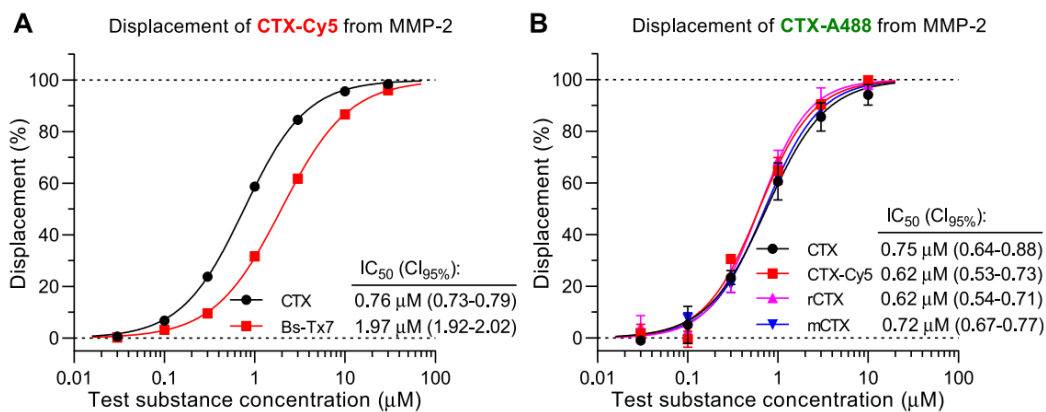 A
Displacement of CTX-Cy5 from MMP-2
Displacement (%)
100
80
60
40
20
0
IC50 (CI95%):
CTX 0.76 µM (0.73-0.79)
Bs-Tx7 1.97 µM (1.92-2.02)
0.01 0.1 1 10 100
Test substance concentration (µM)
B
Displacement of CTX-A488 from MMP-2
Displacement (%)
100
80
60
40
20
0
IC50 (CI95%):
CTX 0.75 µM (0.64-0.88)
CTX-Cy5 0.62 µM (0.53-0.73)
rCTX 0.62 µM (0.54-0.71)
mCTX 0.72 µM (0.67-0.77)
0.01 0.1 1 10 100
Test substance concentration (µM)